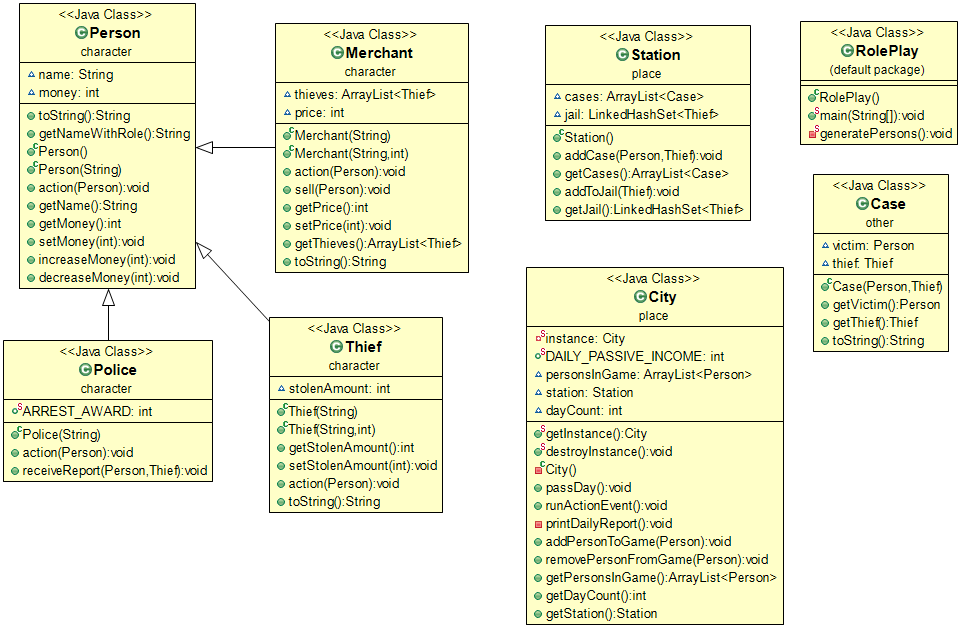 <<Java Class>>
Person
character
name: String
money: int
toString():String
getNameWithRole():String
Person()
Person(String)
action(Person):void
getName():String
getMoney():int
setMoney(int):void
increaseMoney(int):void
decreaseMoney(int):void
<<Java Class>>
Merchant
character
thieves: ArrayList<Thief>
price: int
Merchant(String)
Merchant(String,int)
action(Person):void
sell(Person):void
getPrice():int
setPrice(int):void
getThieves():ArrayList<Thief>
toString():String
<<Java Class>>
Station
place
cases: ArrayList<Case>
jail: LinkedHashSet<Thief>
Station()
addCase(Person,Thief):void
getCases():ArrayList<Case>
addToJail(Thief):void
getJail():LinkedHashSet<Thief>
<<Java Class>>
RolePlay
(default package)
RolePlay()
main(String[]):void
generatePersons():void
<<Java Class>>
Case
other
victim: Person
thief: Thief
Case(Person,Thief)
getVictim():Person
getThief():Thief
toString():String
<<Java Class>>
Police
character
ARREST_AWARD: int
Police(String)
action(Person):void
receiveReport(Person,Thief):void
<<Java Class>>
Thief
character
stolenAmount: int
Thief(String)
Thief(String,int)
getStolenAmount():int
setStolenAmount(int):void
action(Person):void
toString():String
<<Java Class>>
City
place
instance: City
DAILY_PASSIVE_INCOME: int
personsInGame: ArrayList<Person>
station: Station
dayCount: int
getInstance():City
destroyInstance():void
City()
passDay():void
runActionEvent():void
printDailyReport():void
addPersonToGame(Person):void
removePersonFromGame(Person):void
getPersonsInGame():ArrayList<Person>
getDayCount():int
getStation():Station